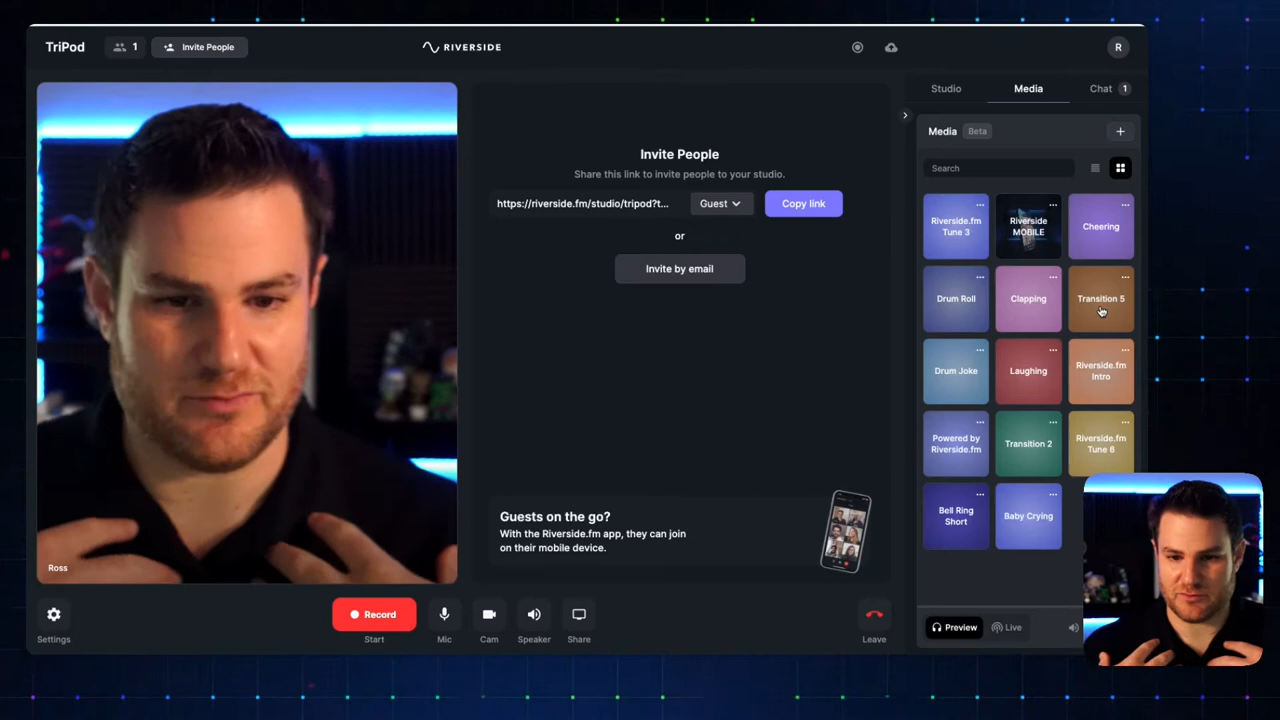 TriPod
1
Invite People
RIVERSIDE
R
Studio
Media
Chat
1
Media
Beta
+
Search
Invite People
Share this link to invite people to your studio.
https://riverside.fm/studio/tripod?t...
Guest
Copy link
or
Invite by email
Riverside.fm
Tune 3
Riverside
MOBILE
Cheering
Drum Roll
Clapping
Transition 5
Drum Joke
Laughing
Riverside.fm
Intro
Powered by
Riverside.fm
Transition 2
Riverside.fm
Tune 6
Bell Ring
Short
Baby Crying
Guests on the go?
With the Riverside.fm app, they can join
on their mobile device.
Ross
Settings
Record
Start
Mic
Cam
Speaker
Share
Leave
Preview
Live